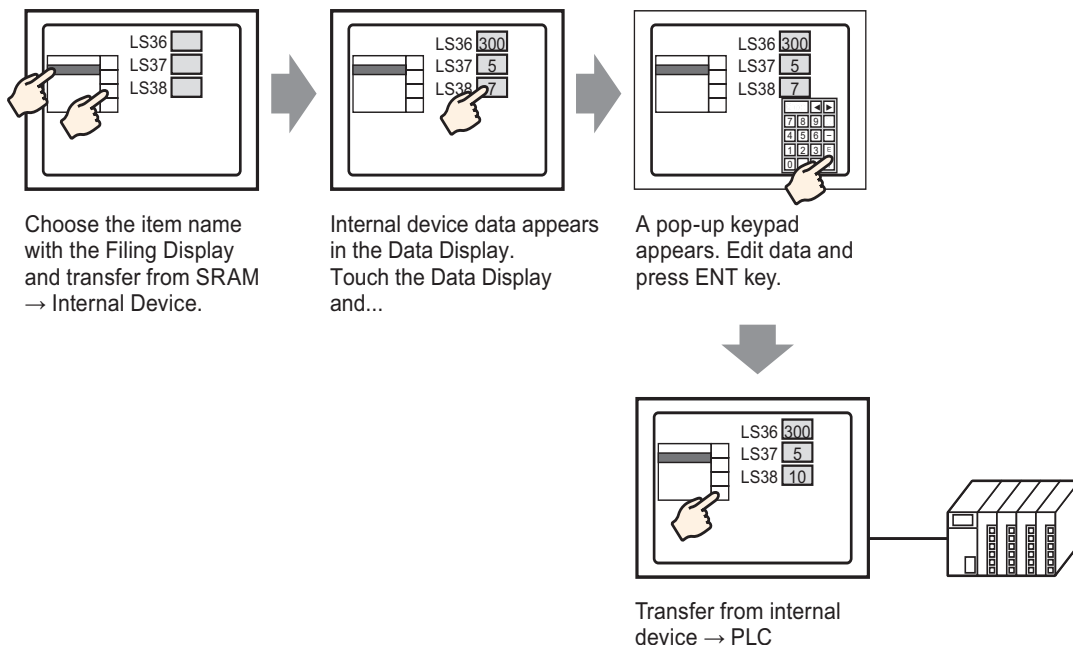 LS36
LS37
LS38
Choose the item name
with the Filing Display
and transfer from SRAM
→ Internal Device.
LS36 300
LS37 5
LS38 7
Internal device data appears
in the Data Display.
Touch the Data Display
and...
LS36 300
LS37 5
LS38 7
◀ ▶
7 8 9
4 5 6 –
1 2 3 E
0
A pop-up keypad
appears. Edit data and
press ENT key.
LS36 300
LS37 5
LS38 10
Transfer from internal
device → PLC